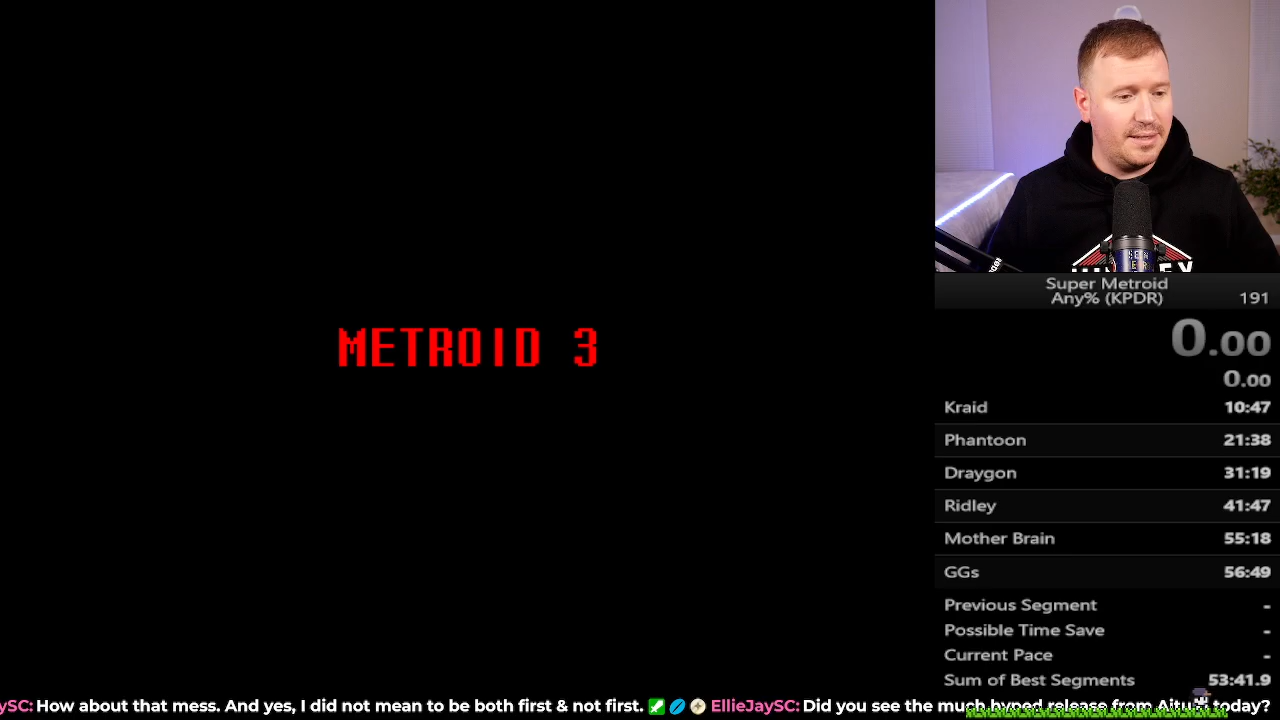 METROID 3
Super Metroid
Any% (KPDR) 191
0.00
0.00
Kraid 10:47
Phantoon 21:38
Draygon 31:19
Ridley 41:47
Mother Brain 55:18
GGs 56:49
Previous Segment -
Possible Time Save -
Current Pace -
Sum of Best Segments 53:41.9
ySC: How about that mess. And yes, I did not mean to be both first & not first. EllieJaySC: Did you see the much hyped release from today?